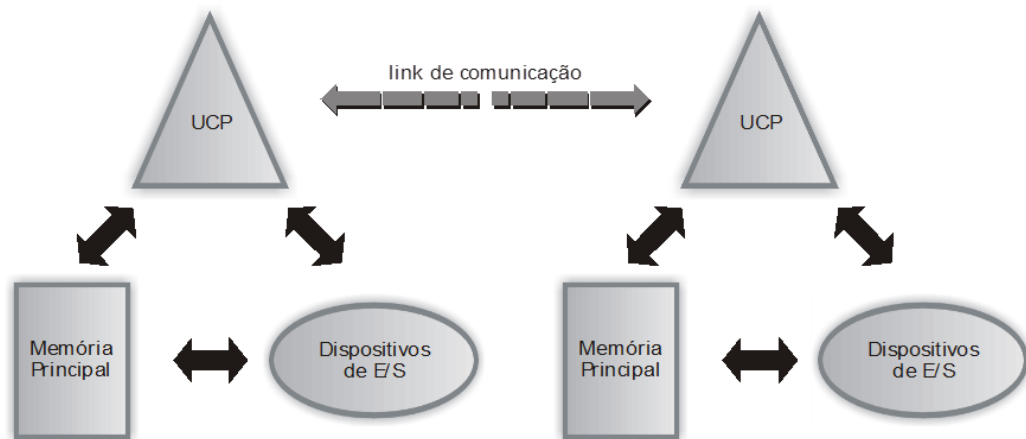 link de comunicação
UCP
UCP
Memória
Principal
Dispositivos
de E/S
Memória
Principal
Dispositivos
de E/S